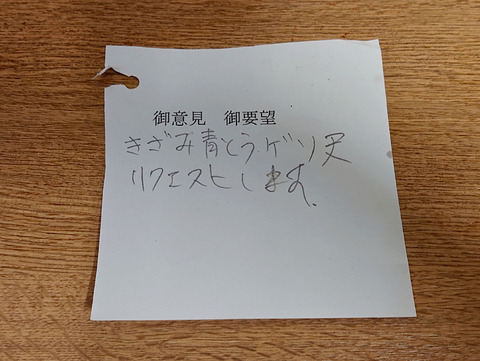 御意見 御要望
きざみ青とう.ゲソ天
リクエストします。